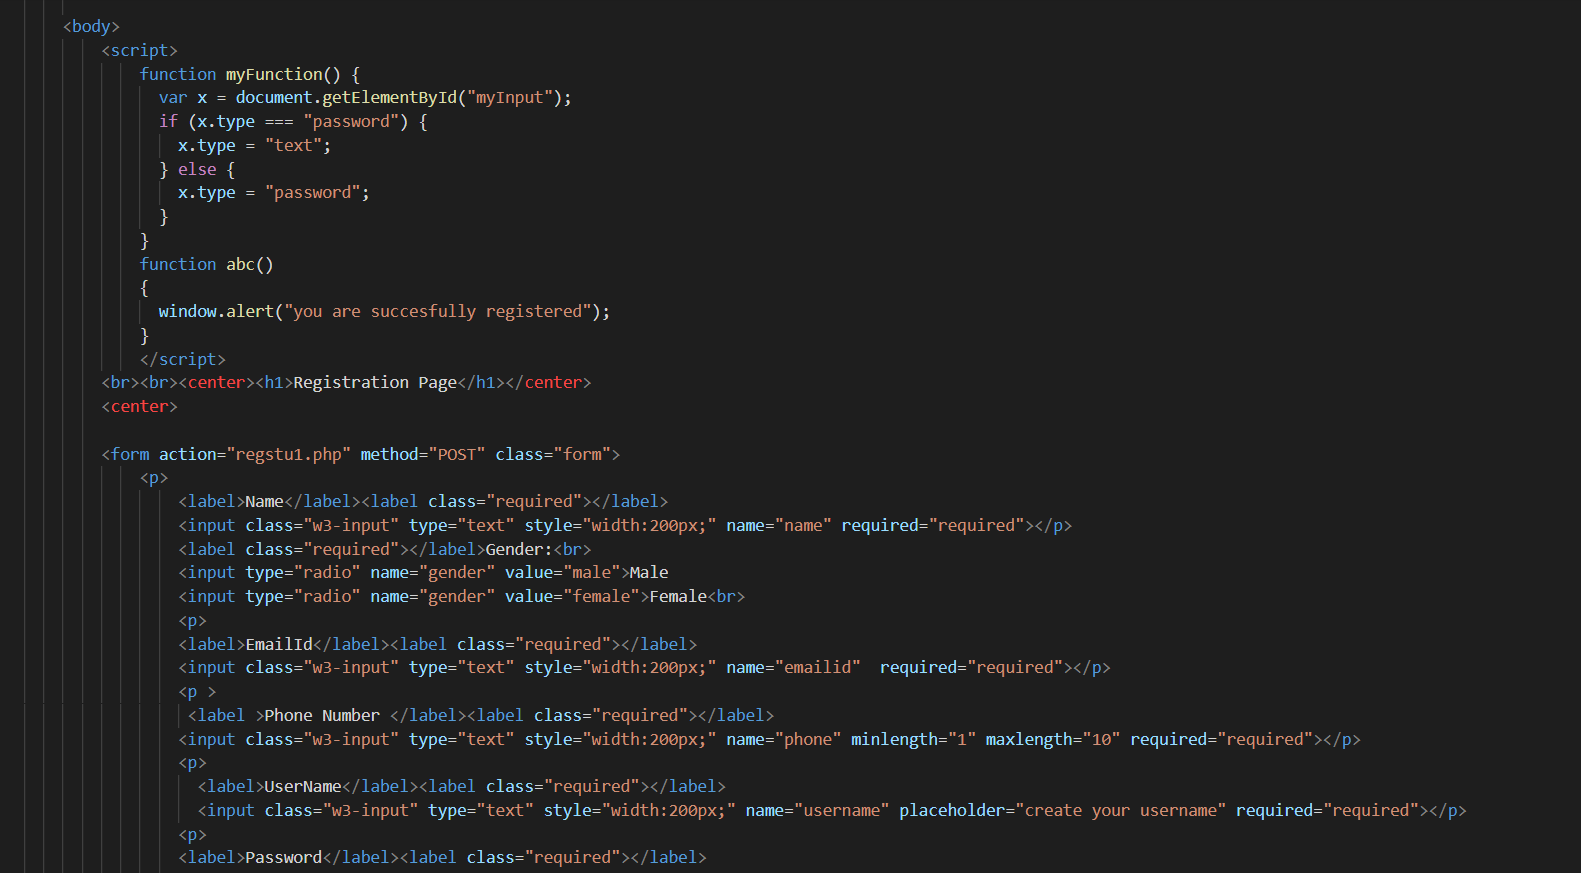 <body>
<script>
function myFunction() {
var x = document.getElementById("myInput");
if (x.type === "password") {
x.type = "text";
} else {
x.type = "password";
}
}
function abc()
{
window.alert("you are succesfully registered");
}
</script>
<br><br><center><h1>Registration Page</h1></center>
<center>
<form action="regstu1.php" method="POST" class="form">
<p>
<label>Name</label><label class="required"></label>
<input class="w3-input" type="text" style="width:200px;" name="name" required="required"></p>
<label class="required"></label>Gender:<br>
<input type="radio" name="gender" value="male">Male
<input type="radio" name="gender" value="female">Female<br>
<p>
<label>EmailId</label><label class="required"></label>
<input class="w3-input" type="text" style="width:200px;" name="emailid"  required="required"></p>
<p >
<label >Phone Number </label><label class="required"></label>
<input class="w3-input" type="text" style="width:200px;" name="phone" minlength="1" maxlength="10" required="required"></p>
<p>
<label>UserName</label><label class="required"></label>
<input class="w3-input" type="text" style="width:200px;" name="username" placeholder="create your username" required="required"></p>
<p>
<label>Password</label><label class="required"></label>